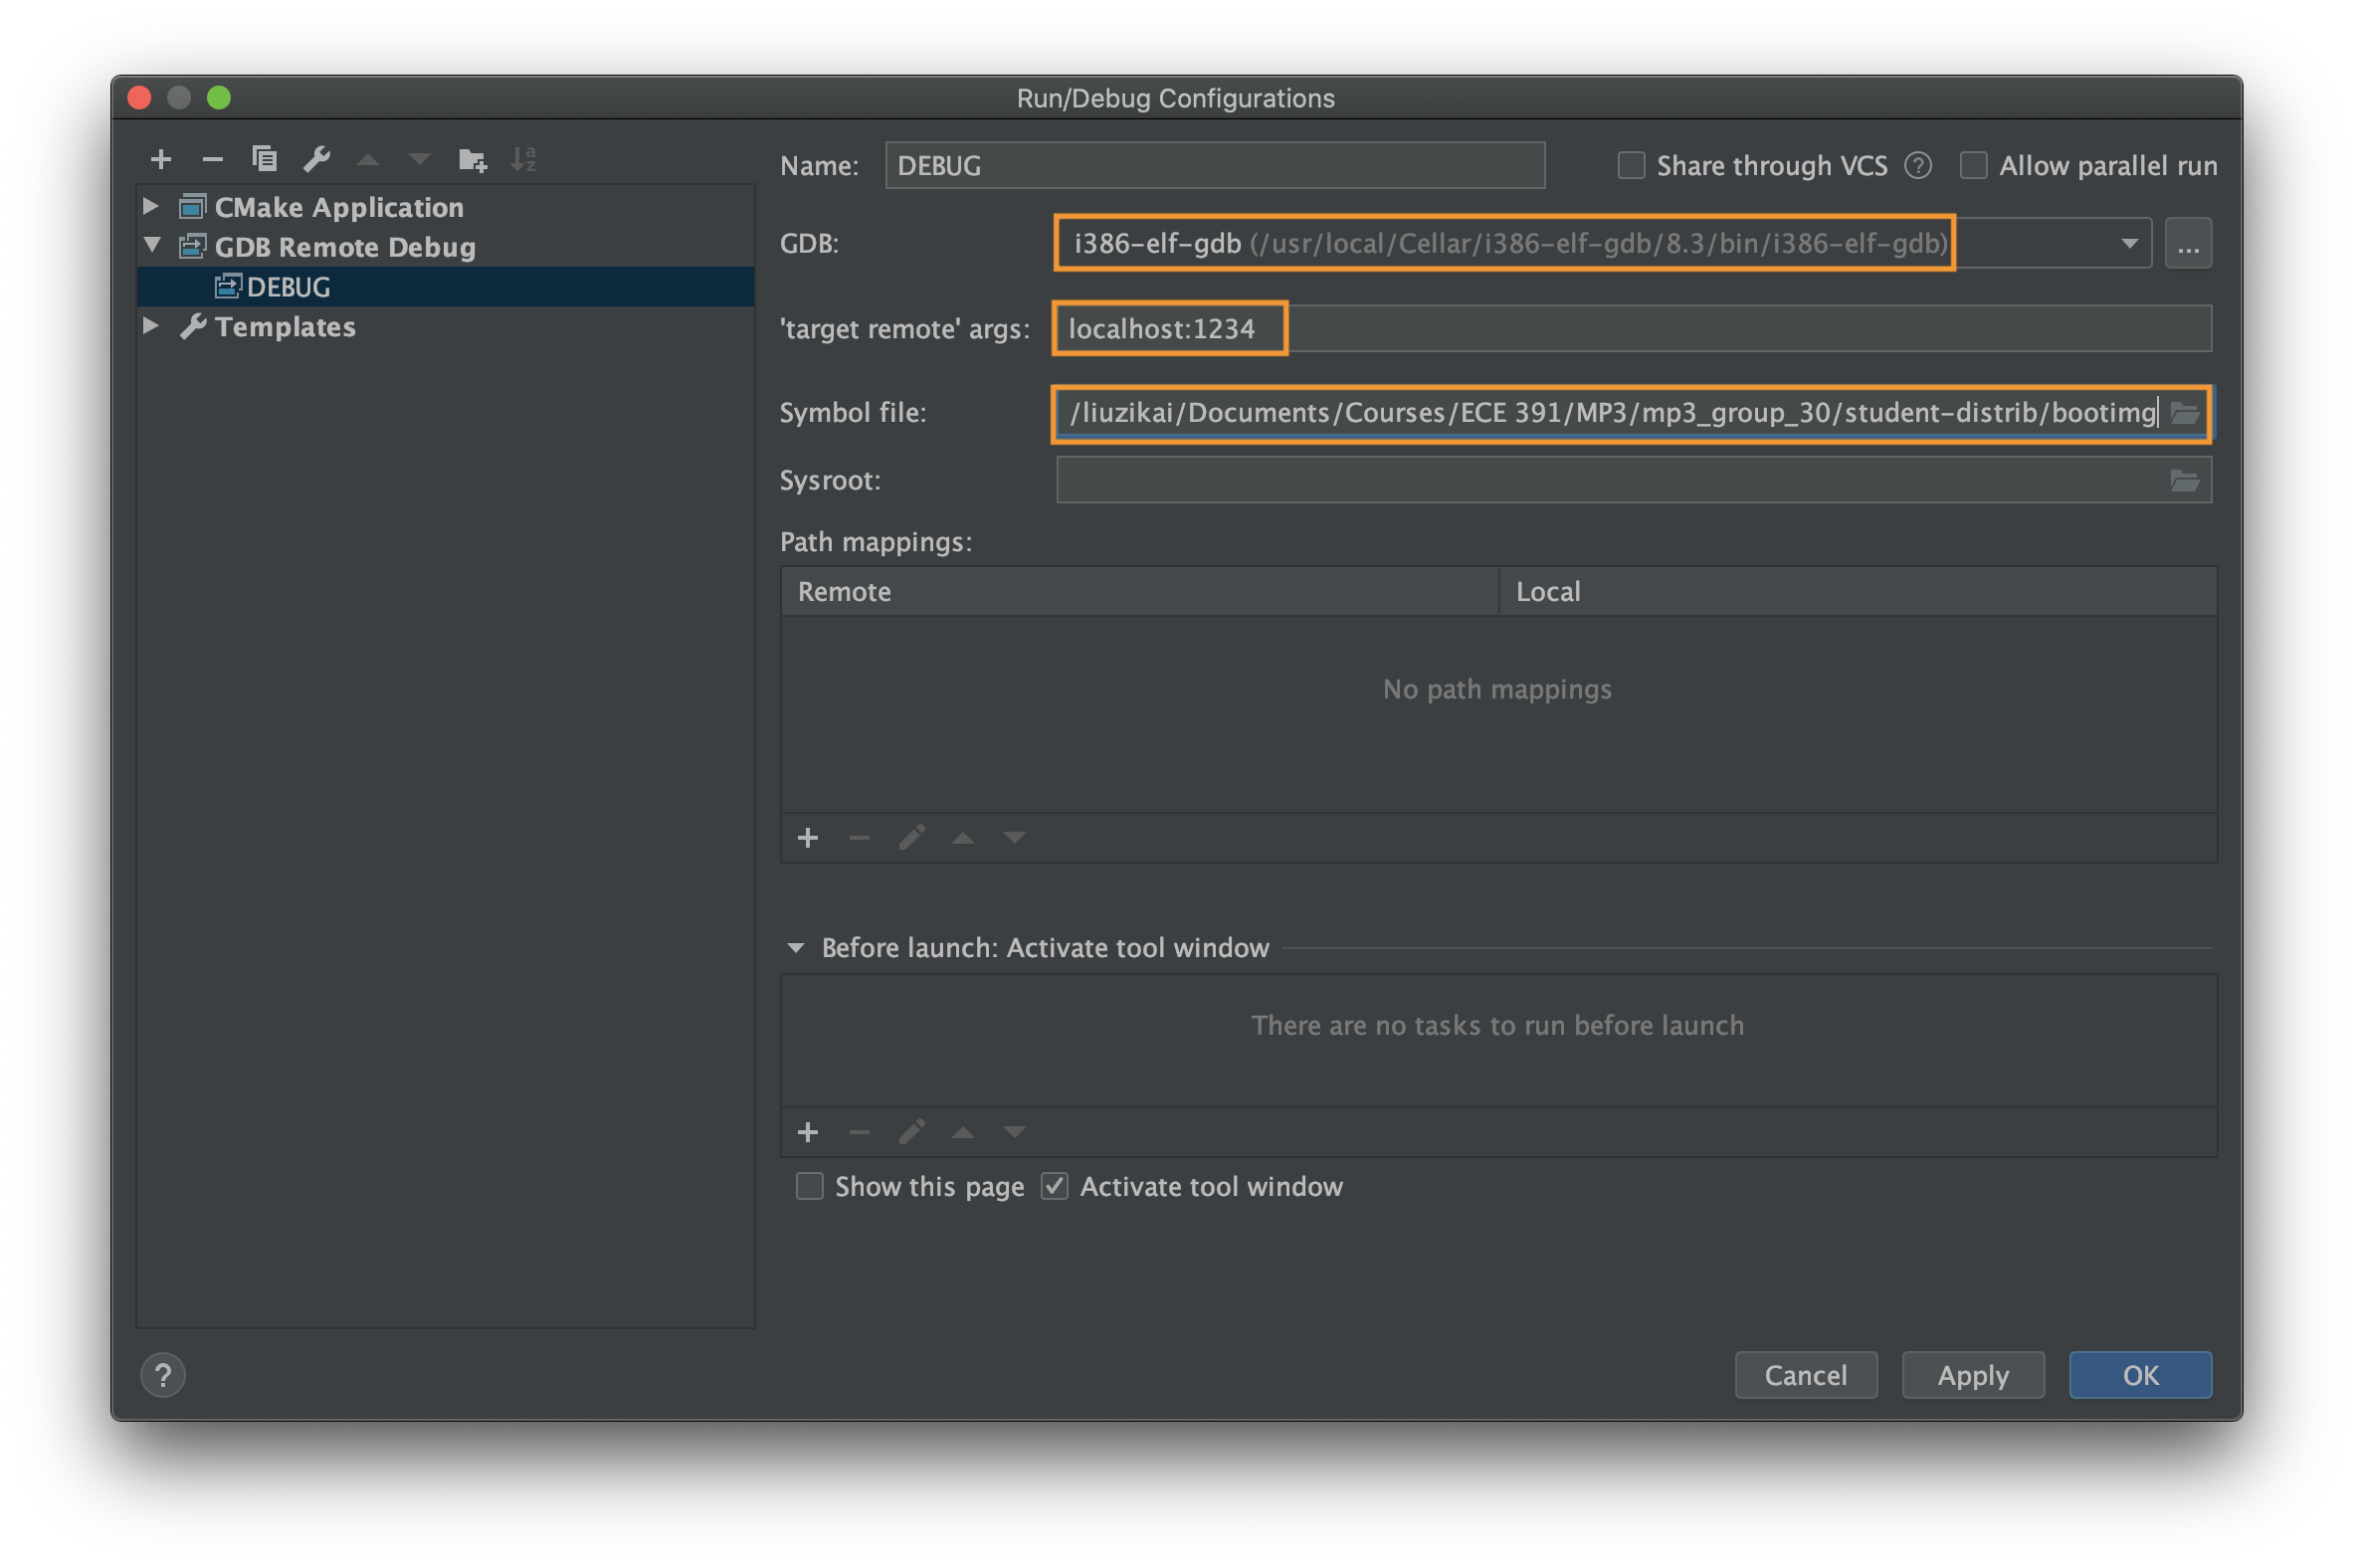 Run/Debug Configurations
CMake Application
GDB Remote Debug
DEBUG
Templates
Name: DEBUG
Share through VCS ?
Allow parallel run
GDB: i386-elf-gdb (/usr/local/Cellar/i386-elf-gdb/8.3/bin/i386-elf-gdb) ...
'target remote' args: localhost:1234
Symbol file: /liuzikai/Documents/Courses/ECE 391/MP3/mp3_group_30/student-distrib/bootimg
Sysroot:
Path mappings:
Remote Local
No path mappings
Before launch: Activate tool window
There are no tasks to run before launch
Show this page Activate tool window
? Cancel Apply OK